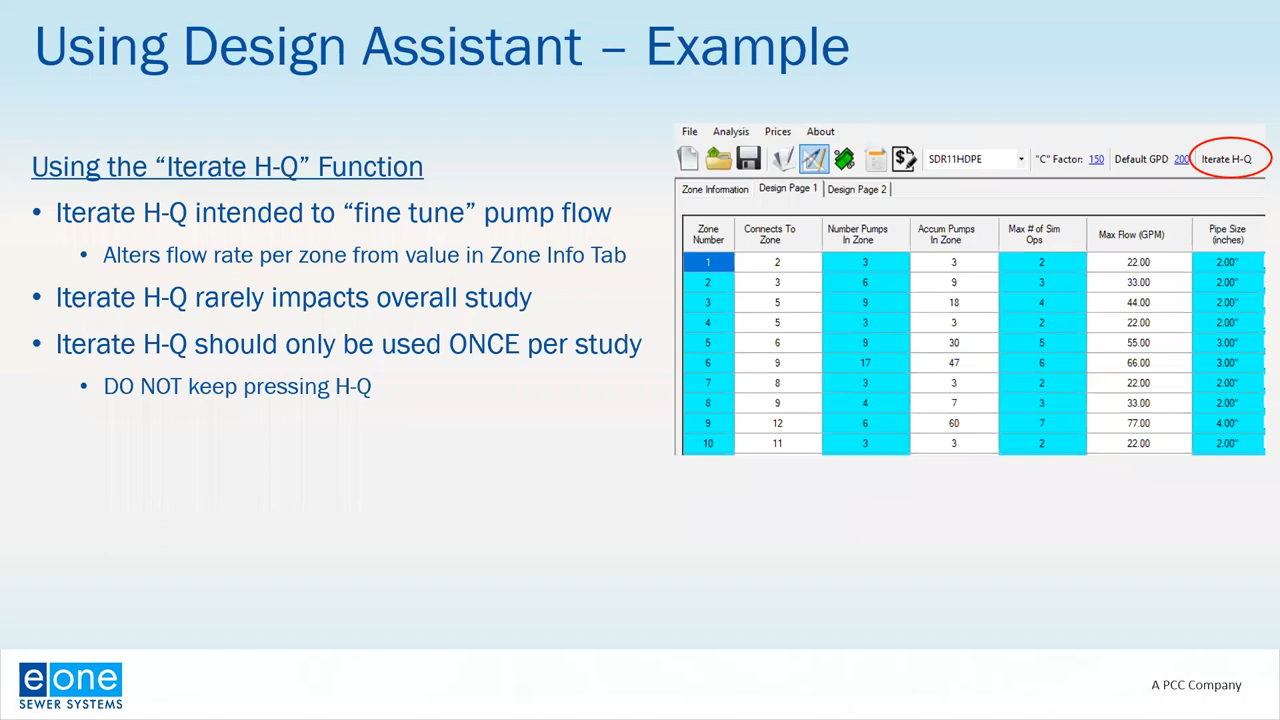 Using Design Assistant – Example
Using the “Iterate H-Q” Function
• Iterate H-Q intended to “fine tune” pump flow
• Alters flow rate per zone from value in Zone Info Tab
• Iterate H-Q rarely impacts overall study
• Iterate H-Q should only be used ONCE per study
• DO NOT keep pressing H-Q
File Analysis Prices About
SDR11HDPE "C" Factor: 150 Default GPD 200 Iterate H-Q
Zone Information Design Page 1 Design Page 2
Zone Number Connects To Zone Number Pumps In Zone Accum Pumps In Zone Max # of Sim Ops Max Flow (GPM) Pipe Size (inches)
1 2 3 3 2 22.00 2.00"
2 3 6 9 3 33.00 2.00"
3 5 9 18 4 44.00 2.00"
4 5 3 3 2 22.00 2.00"
5 6 9 30 5 55.00 3.00"
6 9 17 47 6 66.00 3.00"
7 8 3 3 2 22.00 2.00"
8 9 4 7 3 33.00 2.00"
9 12 6 60 7 77.00 4.00"
10 11 3 3 2 22.00 2.00"
e one
SEWER SYSTEMS
A PCC Company